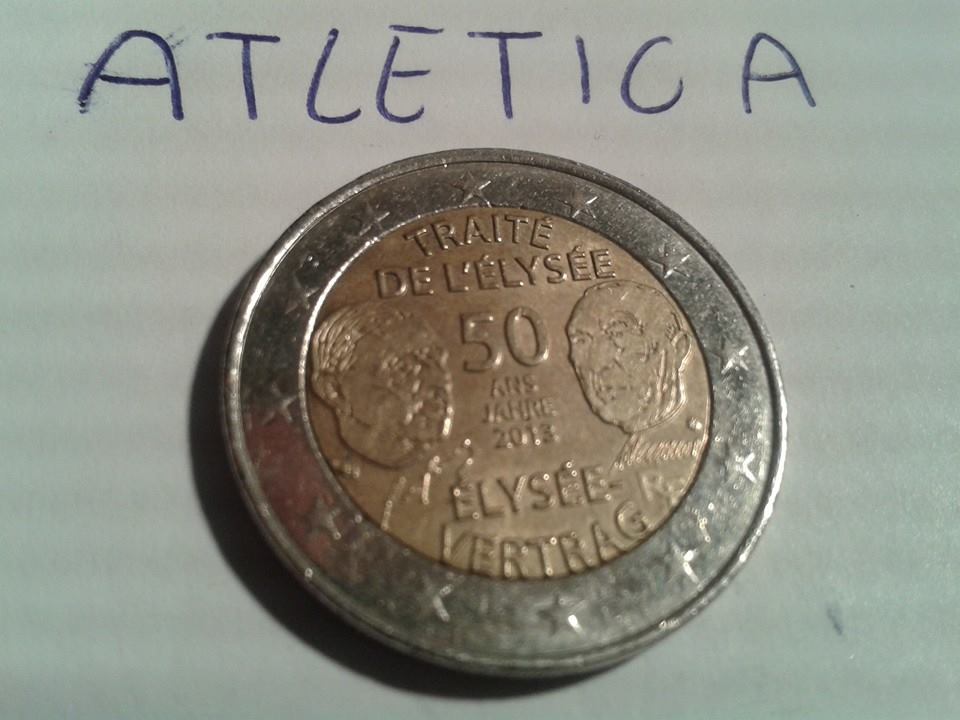 ATLETICA
TRAITÉ
DE L'ÉLYSÉE
50
ANS
JAHRE
2013
ÉLYSÉE-
VERTRAG